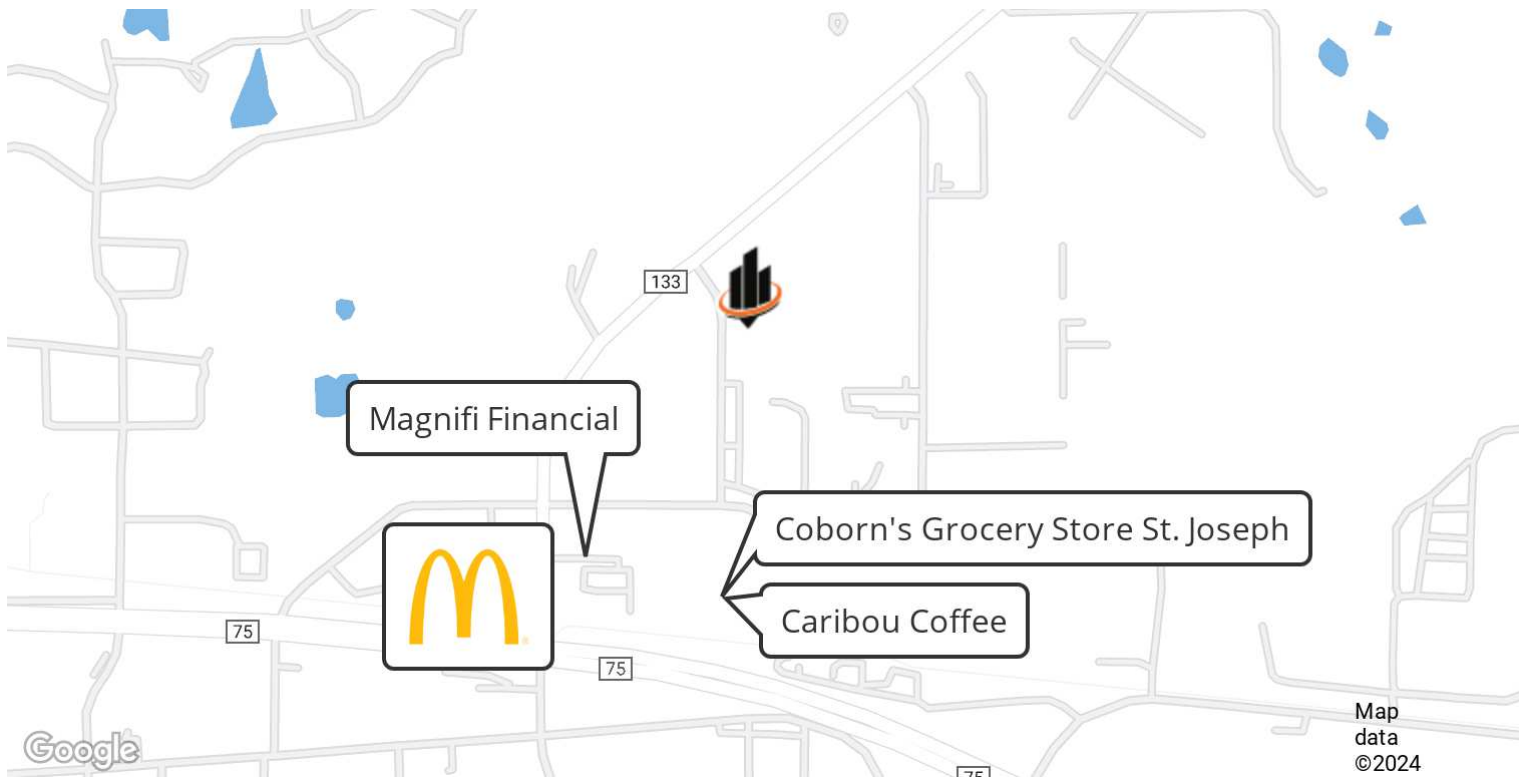 133
Magnifi Financial
Coborn's Grocery Store St. Joseph
Caribou Coffee
75
75
Map
data
©2024
Google
75